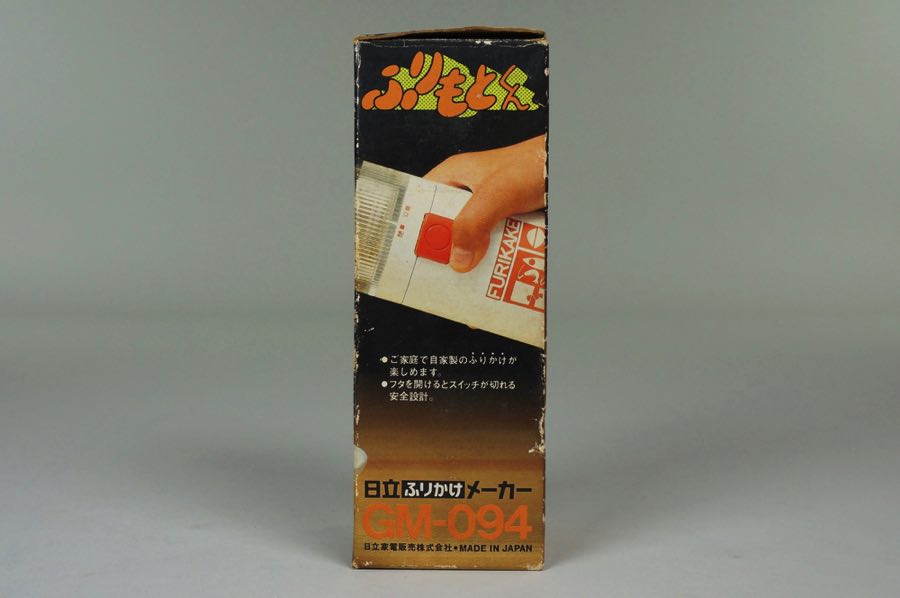 ふりもとくん
FURIKAKE
●ご家庭で自家製のふりかけが
楽しめます。
●フタを開けるとスイッチが切れる
安全設計。
日立ふりかけメーカー
GM-094
日立家電販売株式会社●MADE IN JAPAN